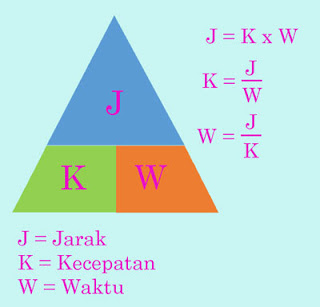 J
K W
J = K x W
K = J/W
W = J/K
J = Jarak
K = Kecepatan
W = Waktu